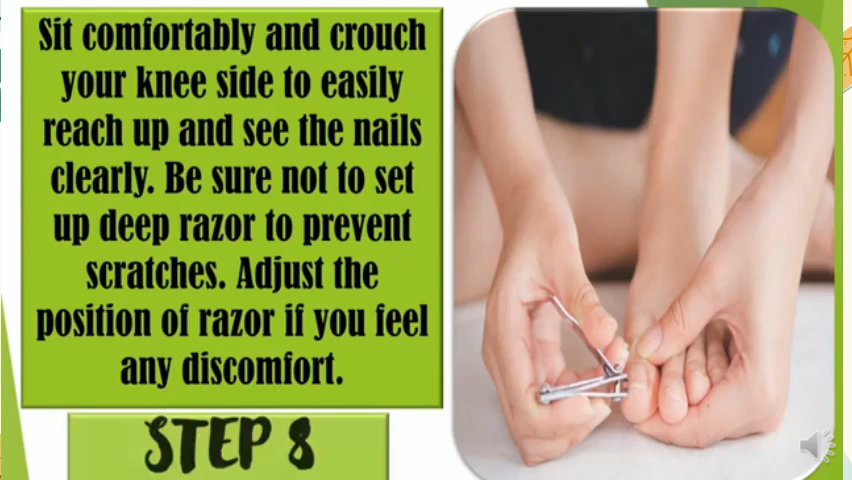 Sit comfortably and crouch
your knee side to easily
reach up and see the nails
clearly. Be sure not to set
up deep razor to prevent
scratches. Adjust the
position of razor if you feel
any discomfort.
STEP 8